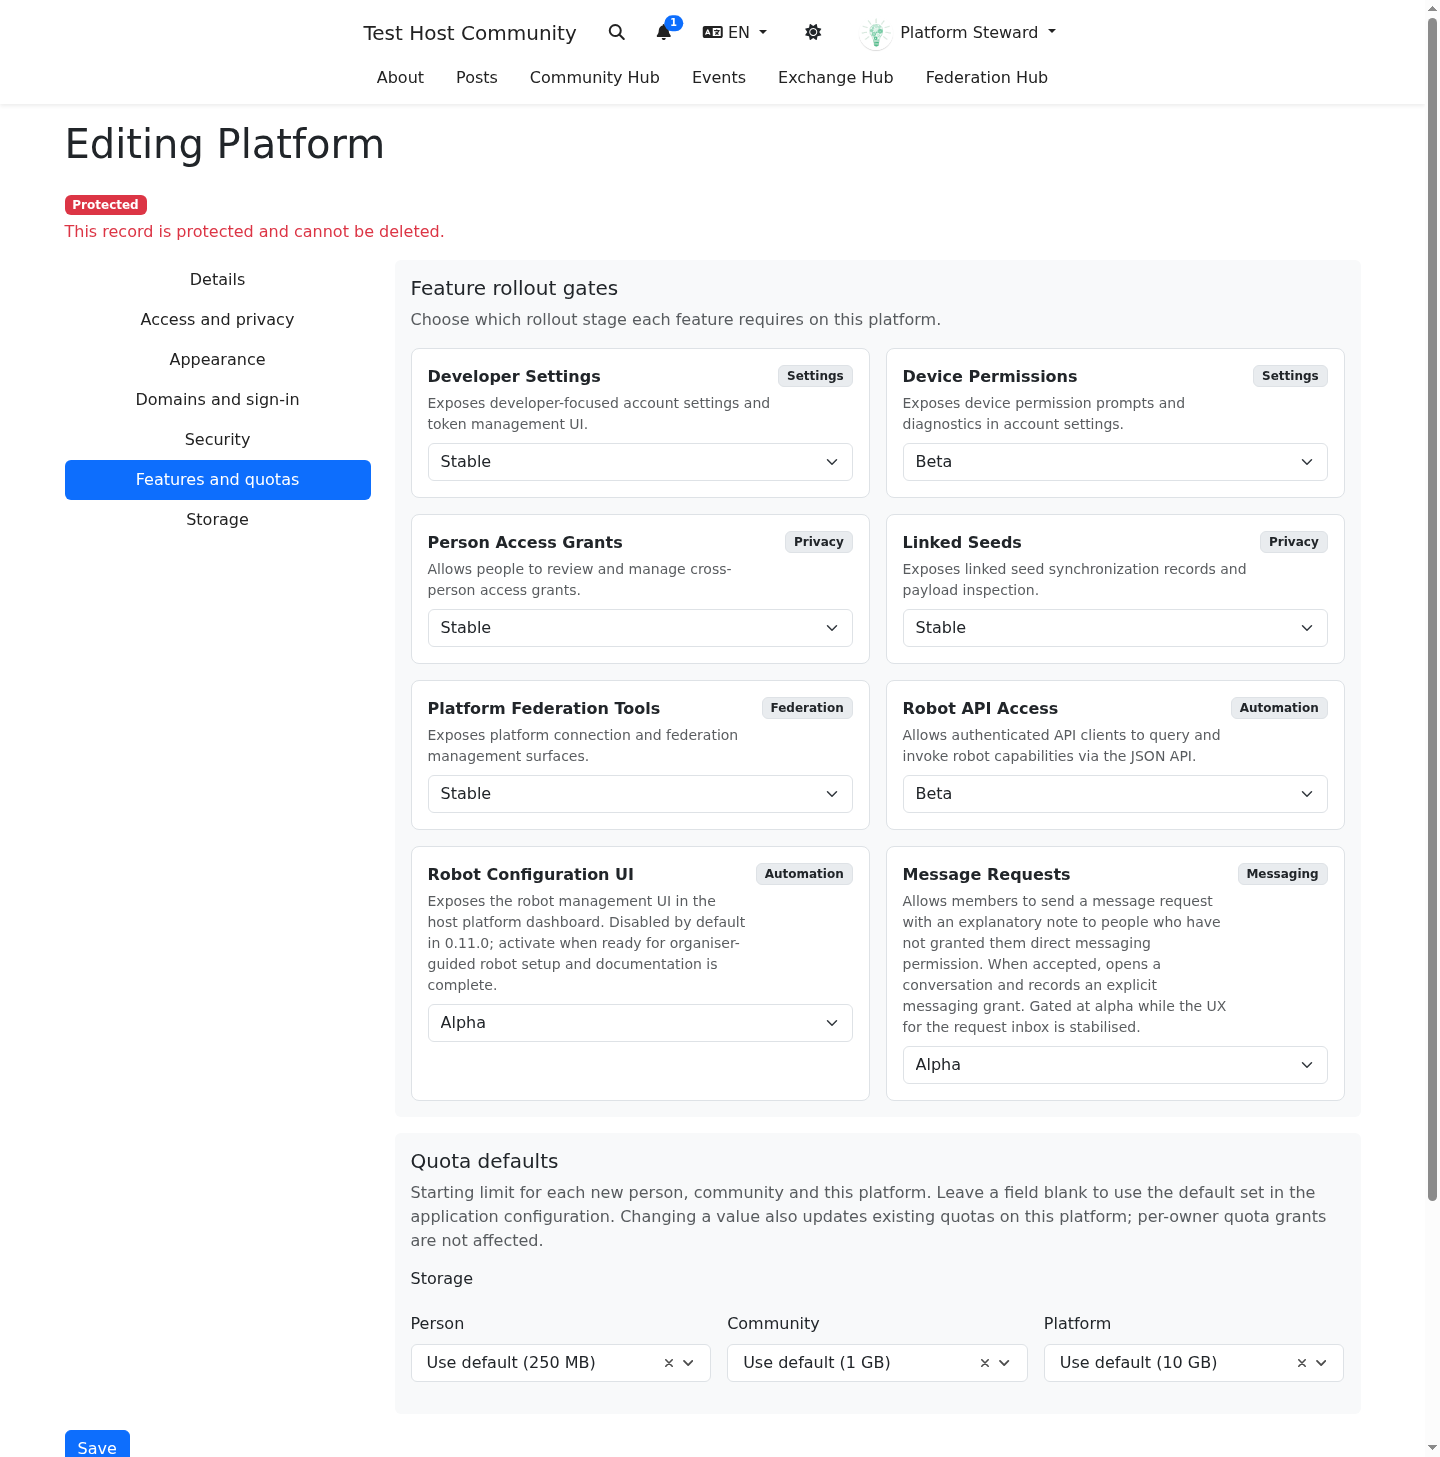 Test Host Community
1
EN
Platform Steward
About
Posts
Community Hub
Events
Exchange Hub
Federation Hub
Editing Platform
Protected
This record is protected and cannot be deleted.
Details
Access and privacy
Appearance
Domains and sign-in
Security
Features and quotas
Storage
Feature rollout gates
Choose which rollout stage each feature requires on this platform.
Developer Settings
Settings
Exposes developer-focused account settings and
token management UI.
Stable
Device Permissions
Settings
Exposes device permission prompts and
diagnostics in account settings.
Beta
Person Access Grants
Privacy
Allows people to review and manage cross-
person access grants.
Stable
Linked Seeds
Privacy
Exposes linked seed synchronization records and
payload inspection.
Stable
Platform Federation Tools
Federation
Exposes platform connection and federation
management surfaces.
Stable
Robot API Access
Automation
Allows authenticated API clients to query and
invoke robot capabilities via the JSON API.
Beta
Robot Configuration UI
Automation
Exposes the robot management UI in the
host platform dashboard. Disabled by default
in 0.11.0; activate when ready for organiser-
guided robot setup and documentation is
complete.
Alpha
Message Requests
Messaging
Allows members to send a message request
with an explanatory note to people who have
not granted them direct messaging
permission. When accepted, opens a
conversation and records an explicit
messaging grant. Gated at alpha while the UX
for the request inbox is stabilised.
Alpha
Quota defaults
Starting limit for each new person, community and this platform. Leave a field blank to use the default set in the
application configuration. Changing a value also updates existing quotas on this platform; per-owner quota grants
are not affected.
Storage
Person
Use default (250 MB)
Community
Use default (1 GB)
Platform
Use default (10 GB)
Save